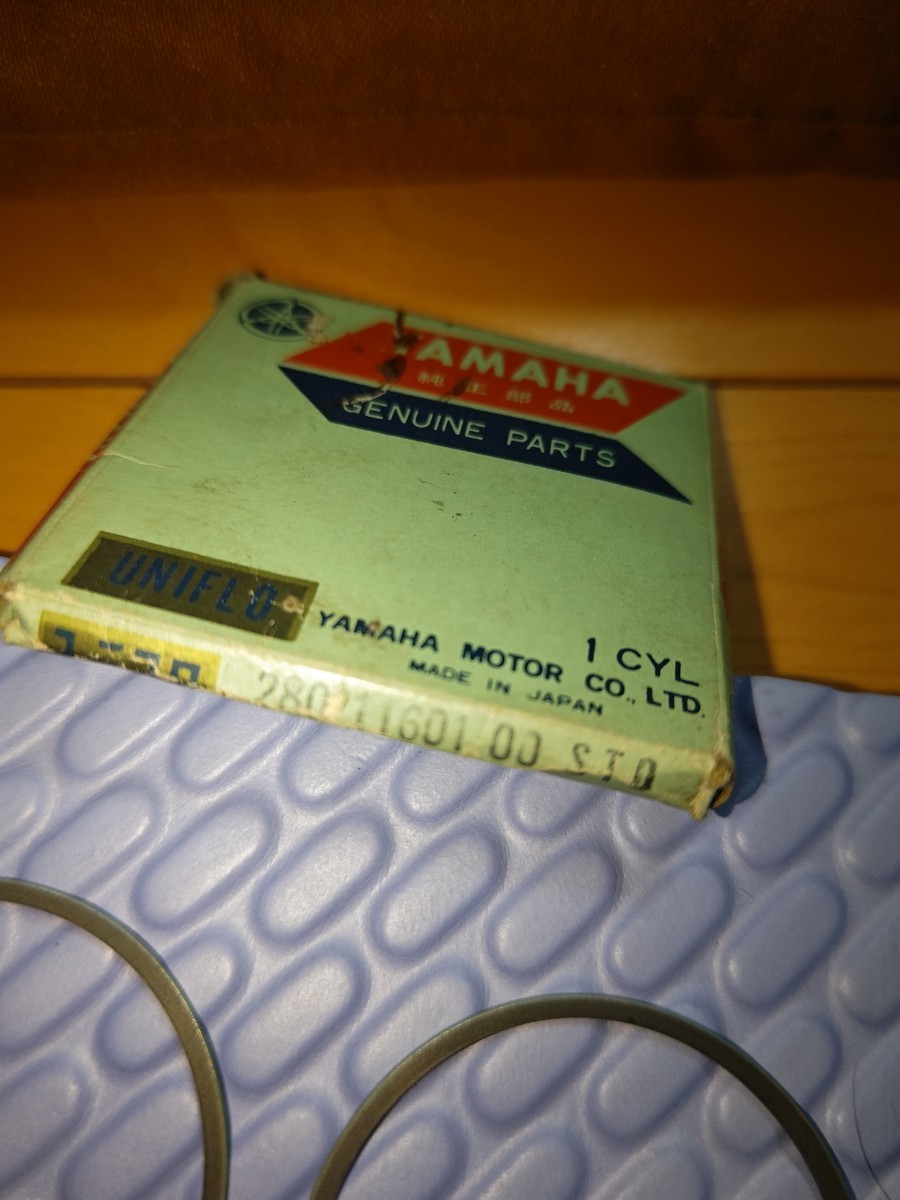 YAMAHA
純正部品
GENUINE PARTS
UNIFLO
1 CYL
YAMAHA MOTOR CO., LTD.
MADE IN JAPAN
280 11601 00 STD